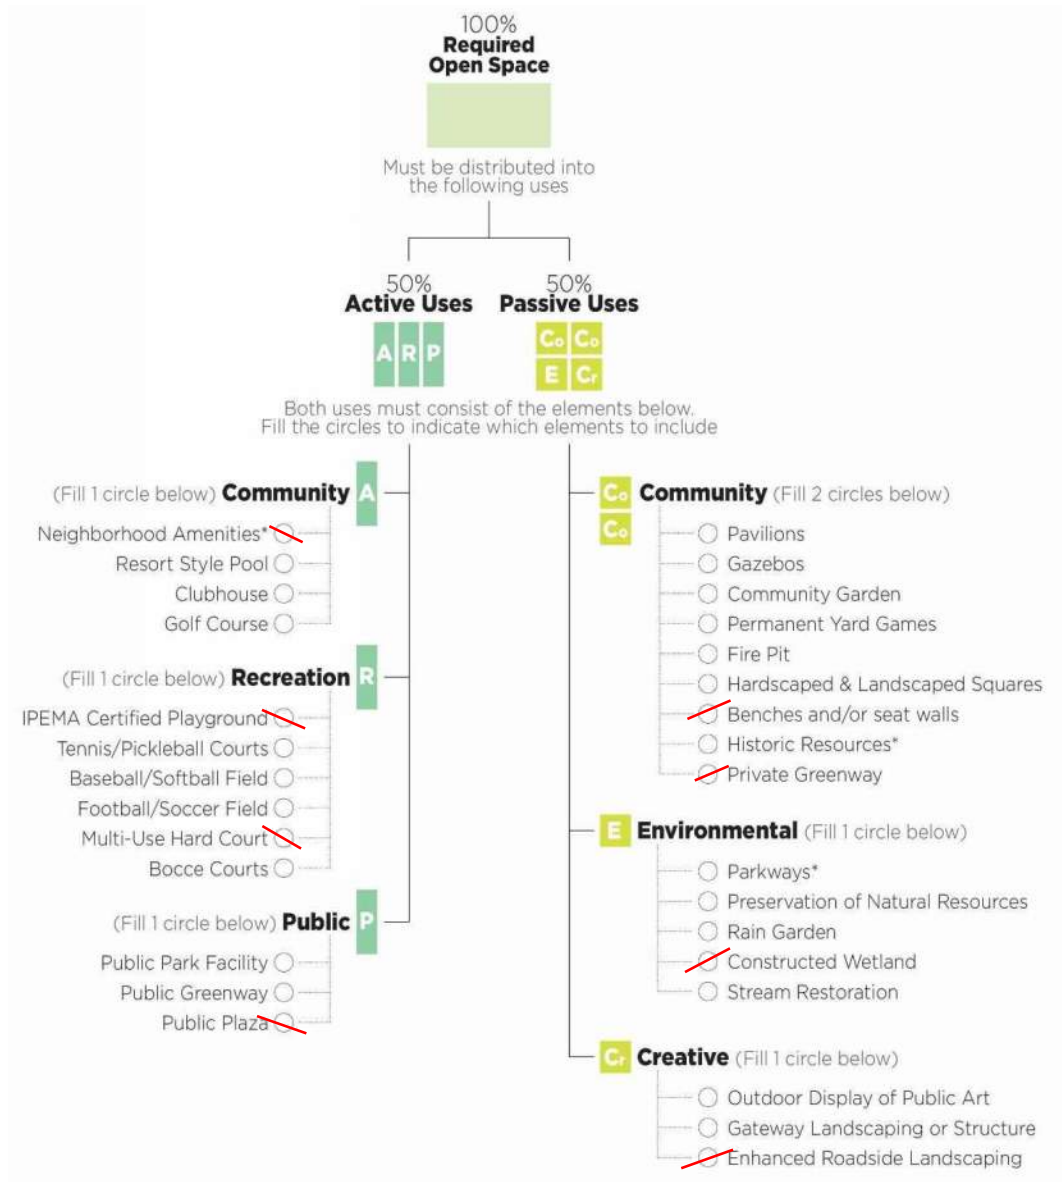 100%
Required
Open Space
Must be distributed into
the following uses
50%
Active Uses
A R P
50%
Passive Uses
Co Co
E Cr
Both uses must consist of the elements below.
Fill the circles to indicate which elements to include
(Fill 1 circle below) Community A
Neighborhood Amenities*
Resort Style Pool
Clubhouse
Golf Course
(Fill 1 circle below) Recreation R
IPEMA Certified Playground
Tennis/Pickleball Courts
Baseball/Softball Field
Football/Soccer Field
Multi-Use Hard Court
Bocce Courts
(Fill 1 circle below) Public P
Public Park Facility
Public Greenway
Public Plaza
Co Community (Fill 2 circles below)
Co
Pavilions
Gazebos
Community Garden
Permanent Yard Games
Fire Pit
Hardscaped & Landscaped Squares
Benches and/or seat walls
Historic Resources*
Private Greenway
E Environmental (Fill 1 circle below)
Parkways*
Preservation of Natural Resources
Rain Garden
Constructed Wetland
Stream Restoration
Cr Creative (Fill 1 circle below)
Outdoor Display of Public Art
Gateway Landscaping or Structure
Enhanced Roadside Landscaping